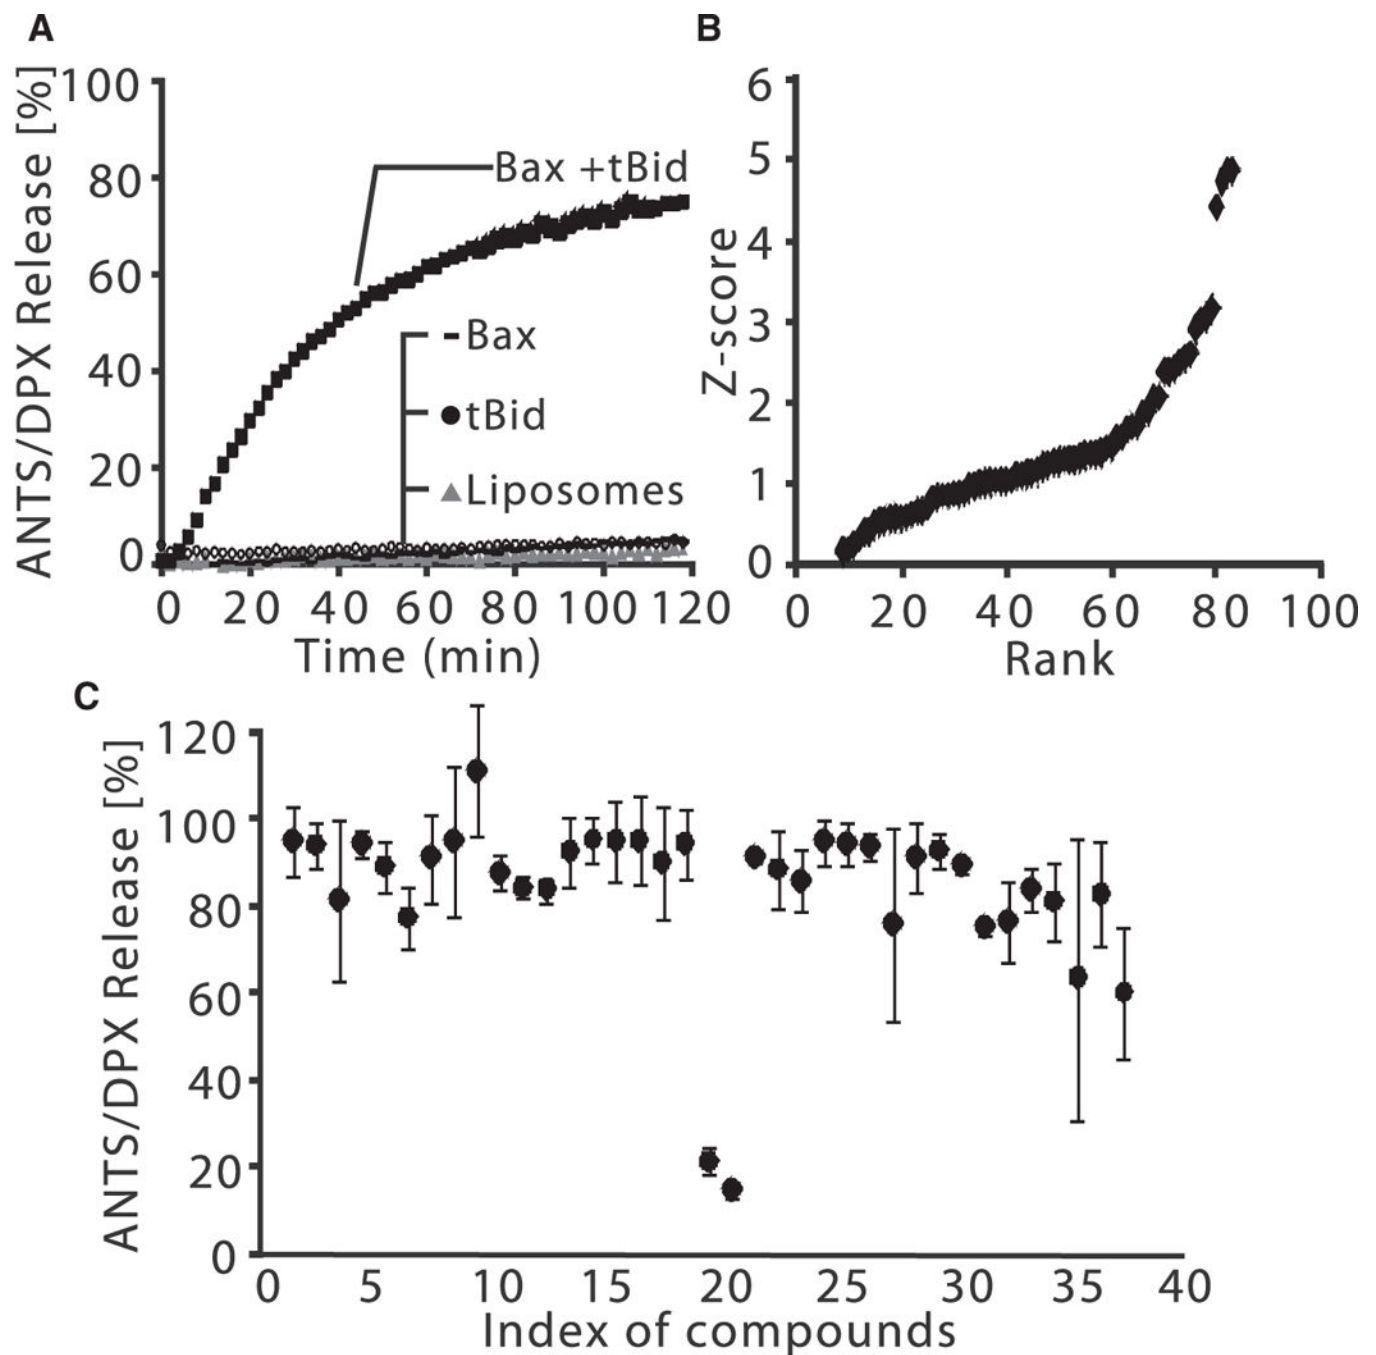 A
ANTS/DPX Release [%]
100
80
60
40
20
0
Bax +tBid
Bax
tBid
Liposomes
0 20 40 60 80 100 120
Time (min)
B
Z-score
6
5
4
3
2
1
0
0 20 40 60 80 100
Rank
C
ANTS/DPX Release [%]
120
100
80
60
40
20
0
0 5 10 15 20 25 30 35 40
Index of compounds